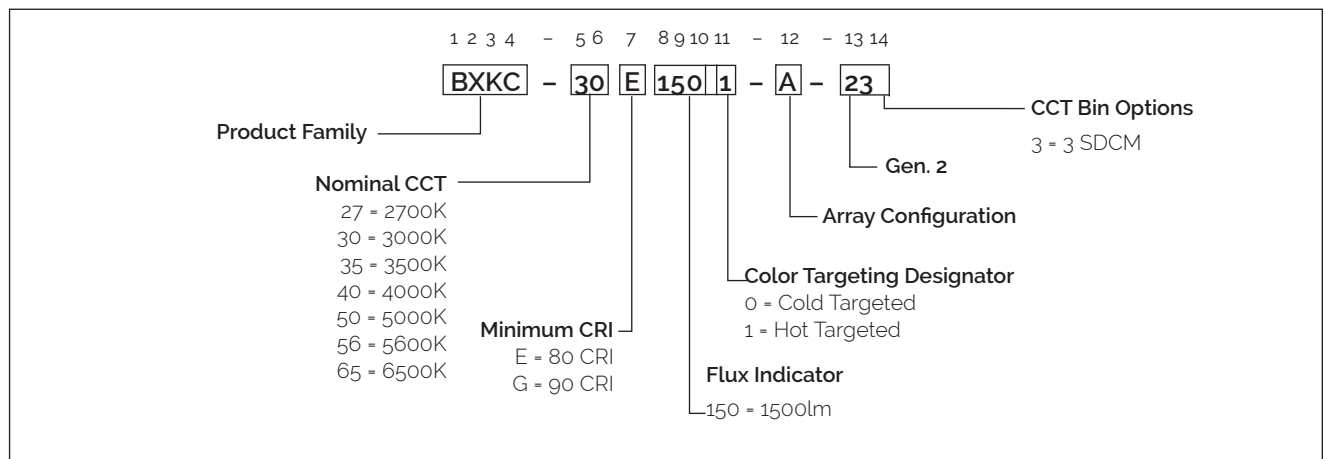 1 2 3 4 - 5 6 7 8 9 10 11 - 12 - 13 14
BXKC - 30 E 150 1 - A - 23
Product Family
CCT Bin Options
3 = 3 SDCM
Gen. 2
Nominal CCT
27 = 2700K
30 = 3000K
35 = 3500K
40 = 4000K
50 = 5000K
56 = 5600K
65 = 6500K
Array Configuration
Color Targeting Designator
0 = Cold Targeted
1 = Hot Targeted
Minimum CRI
E = 80 CRI
G = 90 CRI
Flux Indicator
150 = 1500lm